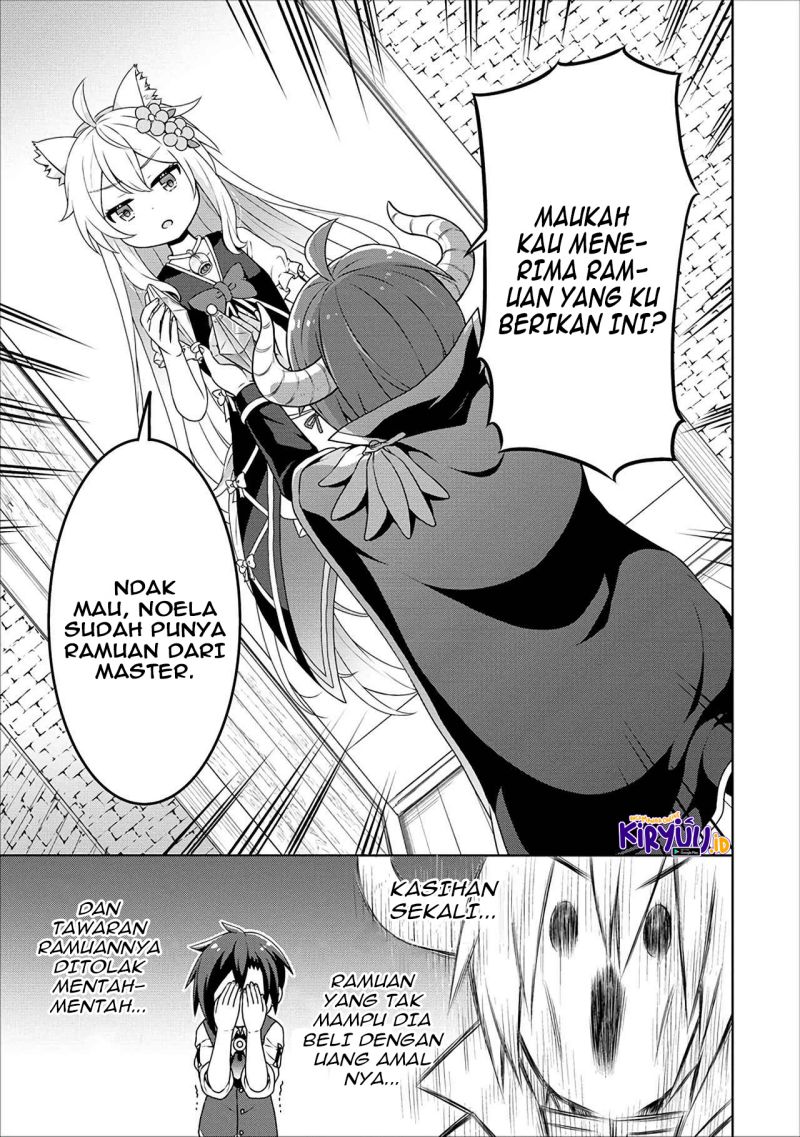 MAUKAH
KAU MENE-
RIMA RAM-
UAN YANG KU
BERIKAN INI?
NDAK
MAU, NOELA
SUDAH PUNYA
RAMUAN DARI
MASTER.
KIRYUU.ID
KASIHAN
SEKALI...
RAMUAN
YANG TAK
MAMPU DIA
BELI DENGAN
UANG AMAL
NYA...
DAN
TAWARAN
RAMUANNYA
DITOLAK
MENTAH-
MENTAH...